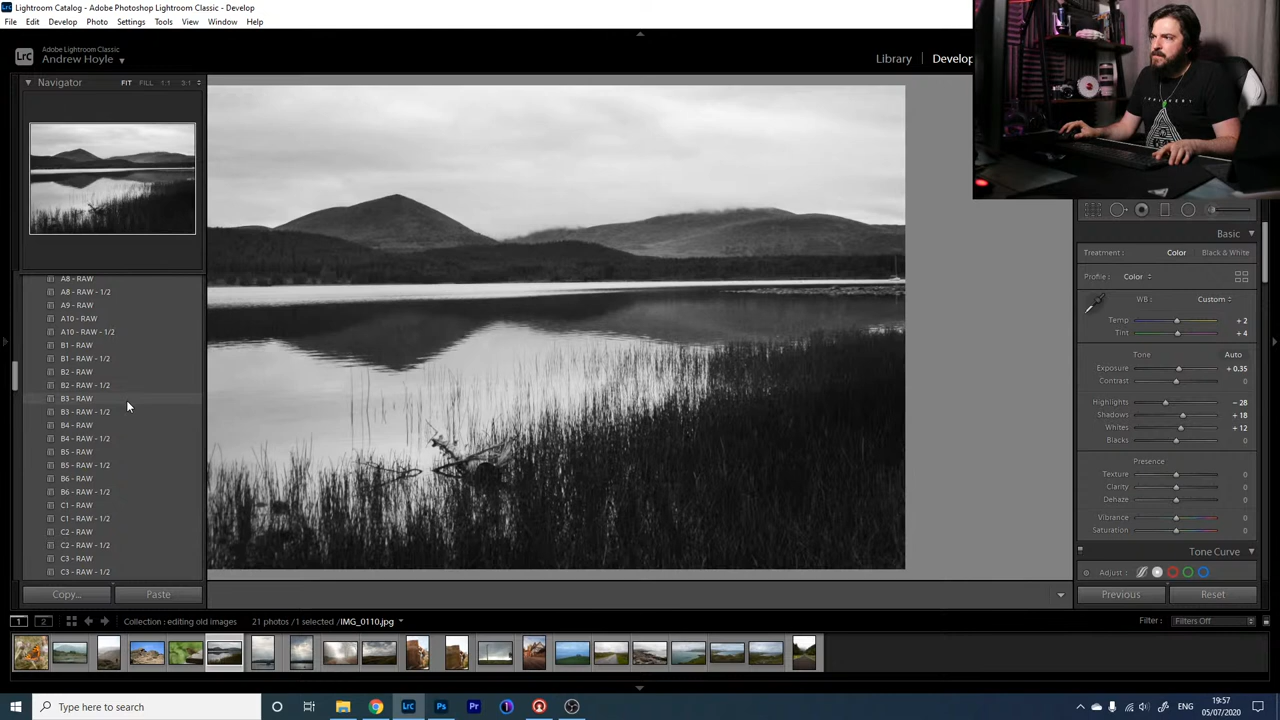 Lightroom Catalog - Adobe Photoshop Lightroom Classic - Develop
File Edit Develop Photo Settings Tools View Window Help
Lrc
Adobe Lightroom Classic
Andrew Hoyle
Library
Develop
Navigator
FIT FILL 1:1 3:1
A8 - RAW
A8 - RAW - 1/2
A9 - RAW
A10 - RAW
A10 - RAW - 1/2
B1 - RAW
B1 - RAW - 1/2
B2 - RAW
B2 - RAW - 1/2
B3 - RAW
B3 - RAW - 1/2
B4 - RAW
B4 - RAW - 1/2
B5 - RAW
B5 - RAW - 1/2
B6 - RAW
B6 - RAW - 1/2
C1 - RAW
C1 - RAW - 1/2
C2 - RAW
C2 - RAW - 1/2
C3 - RAW
C3 - RAW - 1/2
Copy... Paste
Basic
Treatment: Color Black & White
Profile: Color
WB: Custom
Temp + 2
Tint + 4
Tone Auto
Exposure + 0.35
Contrast 0
Highlights - 28
Shadows + 18
Whites + 12
Blacks 0
Presence
Texture 0
Clarity 0
Dehaze 0
Vibrance 0
Saturation 0
Tone Curve
Adjust:
Previous Reset
1 2 Collection: editing old images 21 photos / 1 selected / IMG_0110.jpg
Filter: Filters Off
Type here to search
Lrc Ps Pr
ENG
19:57
05/07/2020